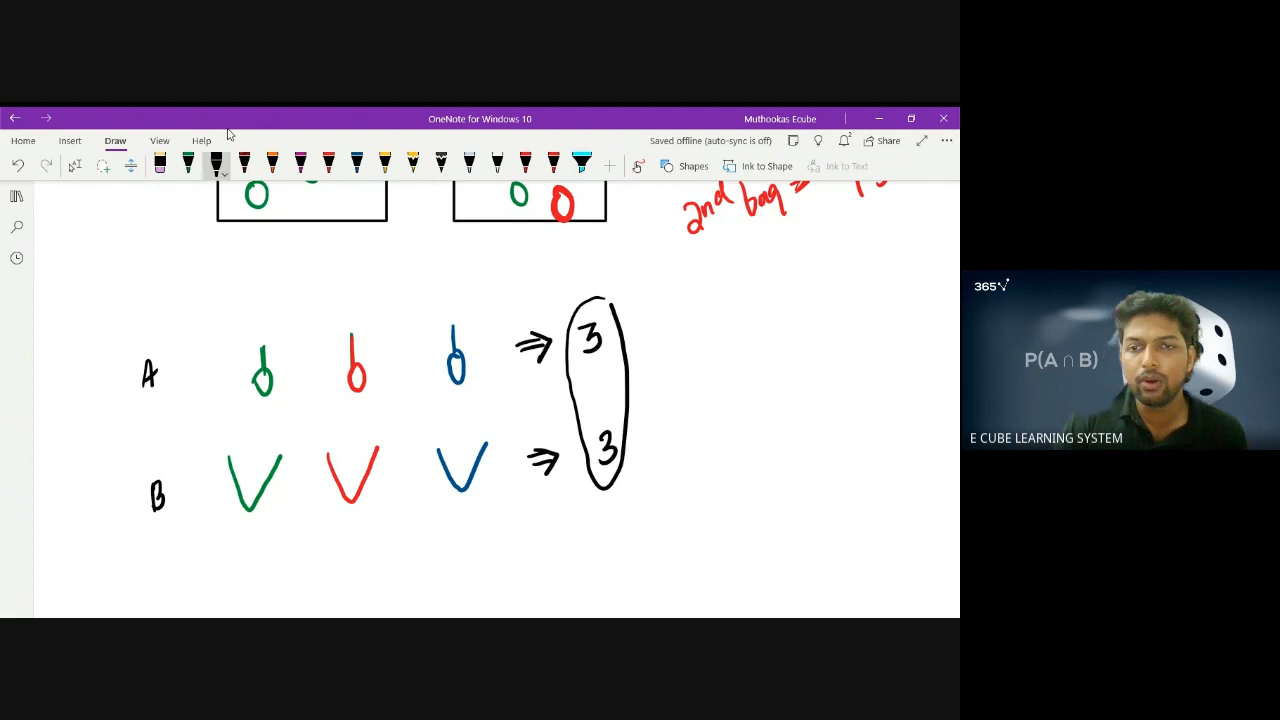 OneNote for Windows 10
Muthookas Ecube
Home Insert Draw View Help
Saved offline (auto-sync is off)
2
Share
Shapes
Ink to Shape
Ink to Text
2nd bag =
A ⇒ 3
B ⇒ 3
365
P(A ∩ B)
E CUBE LEARNING SYSTEM